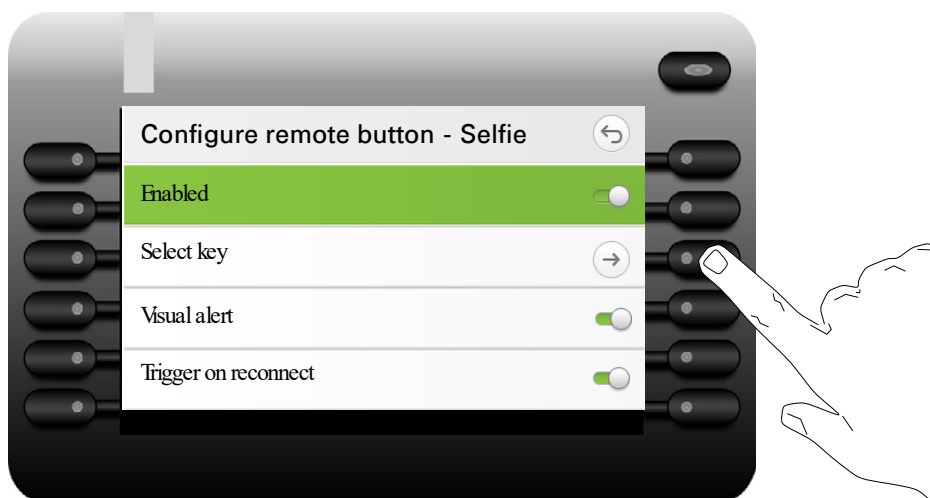 Configure remote button - Selfie
Enabled
Select key
Visual alert
Trigger on reconnect